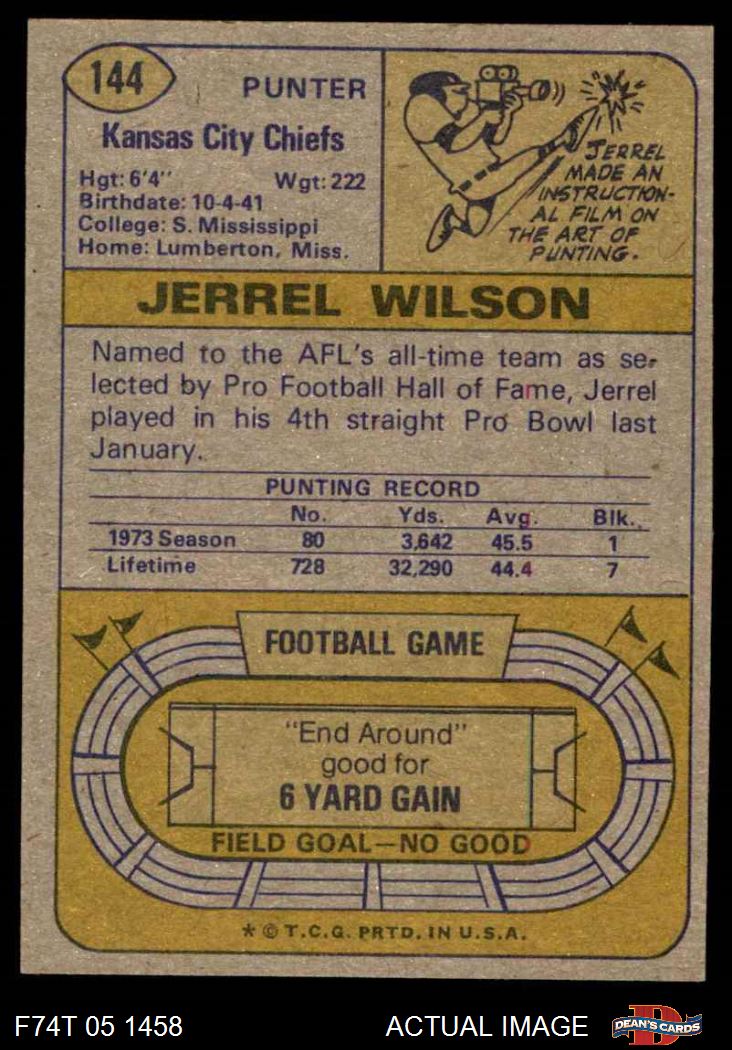 144
PUNTER
Kansas City Chiefs
Hgt: 6'4" Wgt: 222
Birthdate: 10-4-41
College: S. Mississippi
Home: Lumberton, Miss.
JERREL
MADE AN
INSTRUCTION-
AL FILM ON
THE ART OF
PUNTING.
JERREL WILSON
Named to the AFL's all-time team as se-
lected by Pro Football Hall of Fame, Jerrel
played in his 4th straight Pro Bowl last
January.
PUNTING RECORD
No. Yds. Avg. Blk.
1973 Season 80 3,642 45.5 1
Lifetime 728 32,290 44.4 7
FOOTBALL GAME
"End Around"
good for
6 YARD GAIN
FIELD GOAL—NO GOOD
* © T.C.G. PRTD. IN U.S.A.
F74T 05 1458 ACTUAL IMAGE
D
DEAN'S CARDS